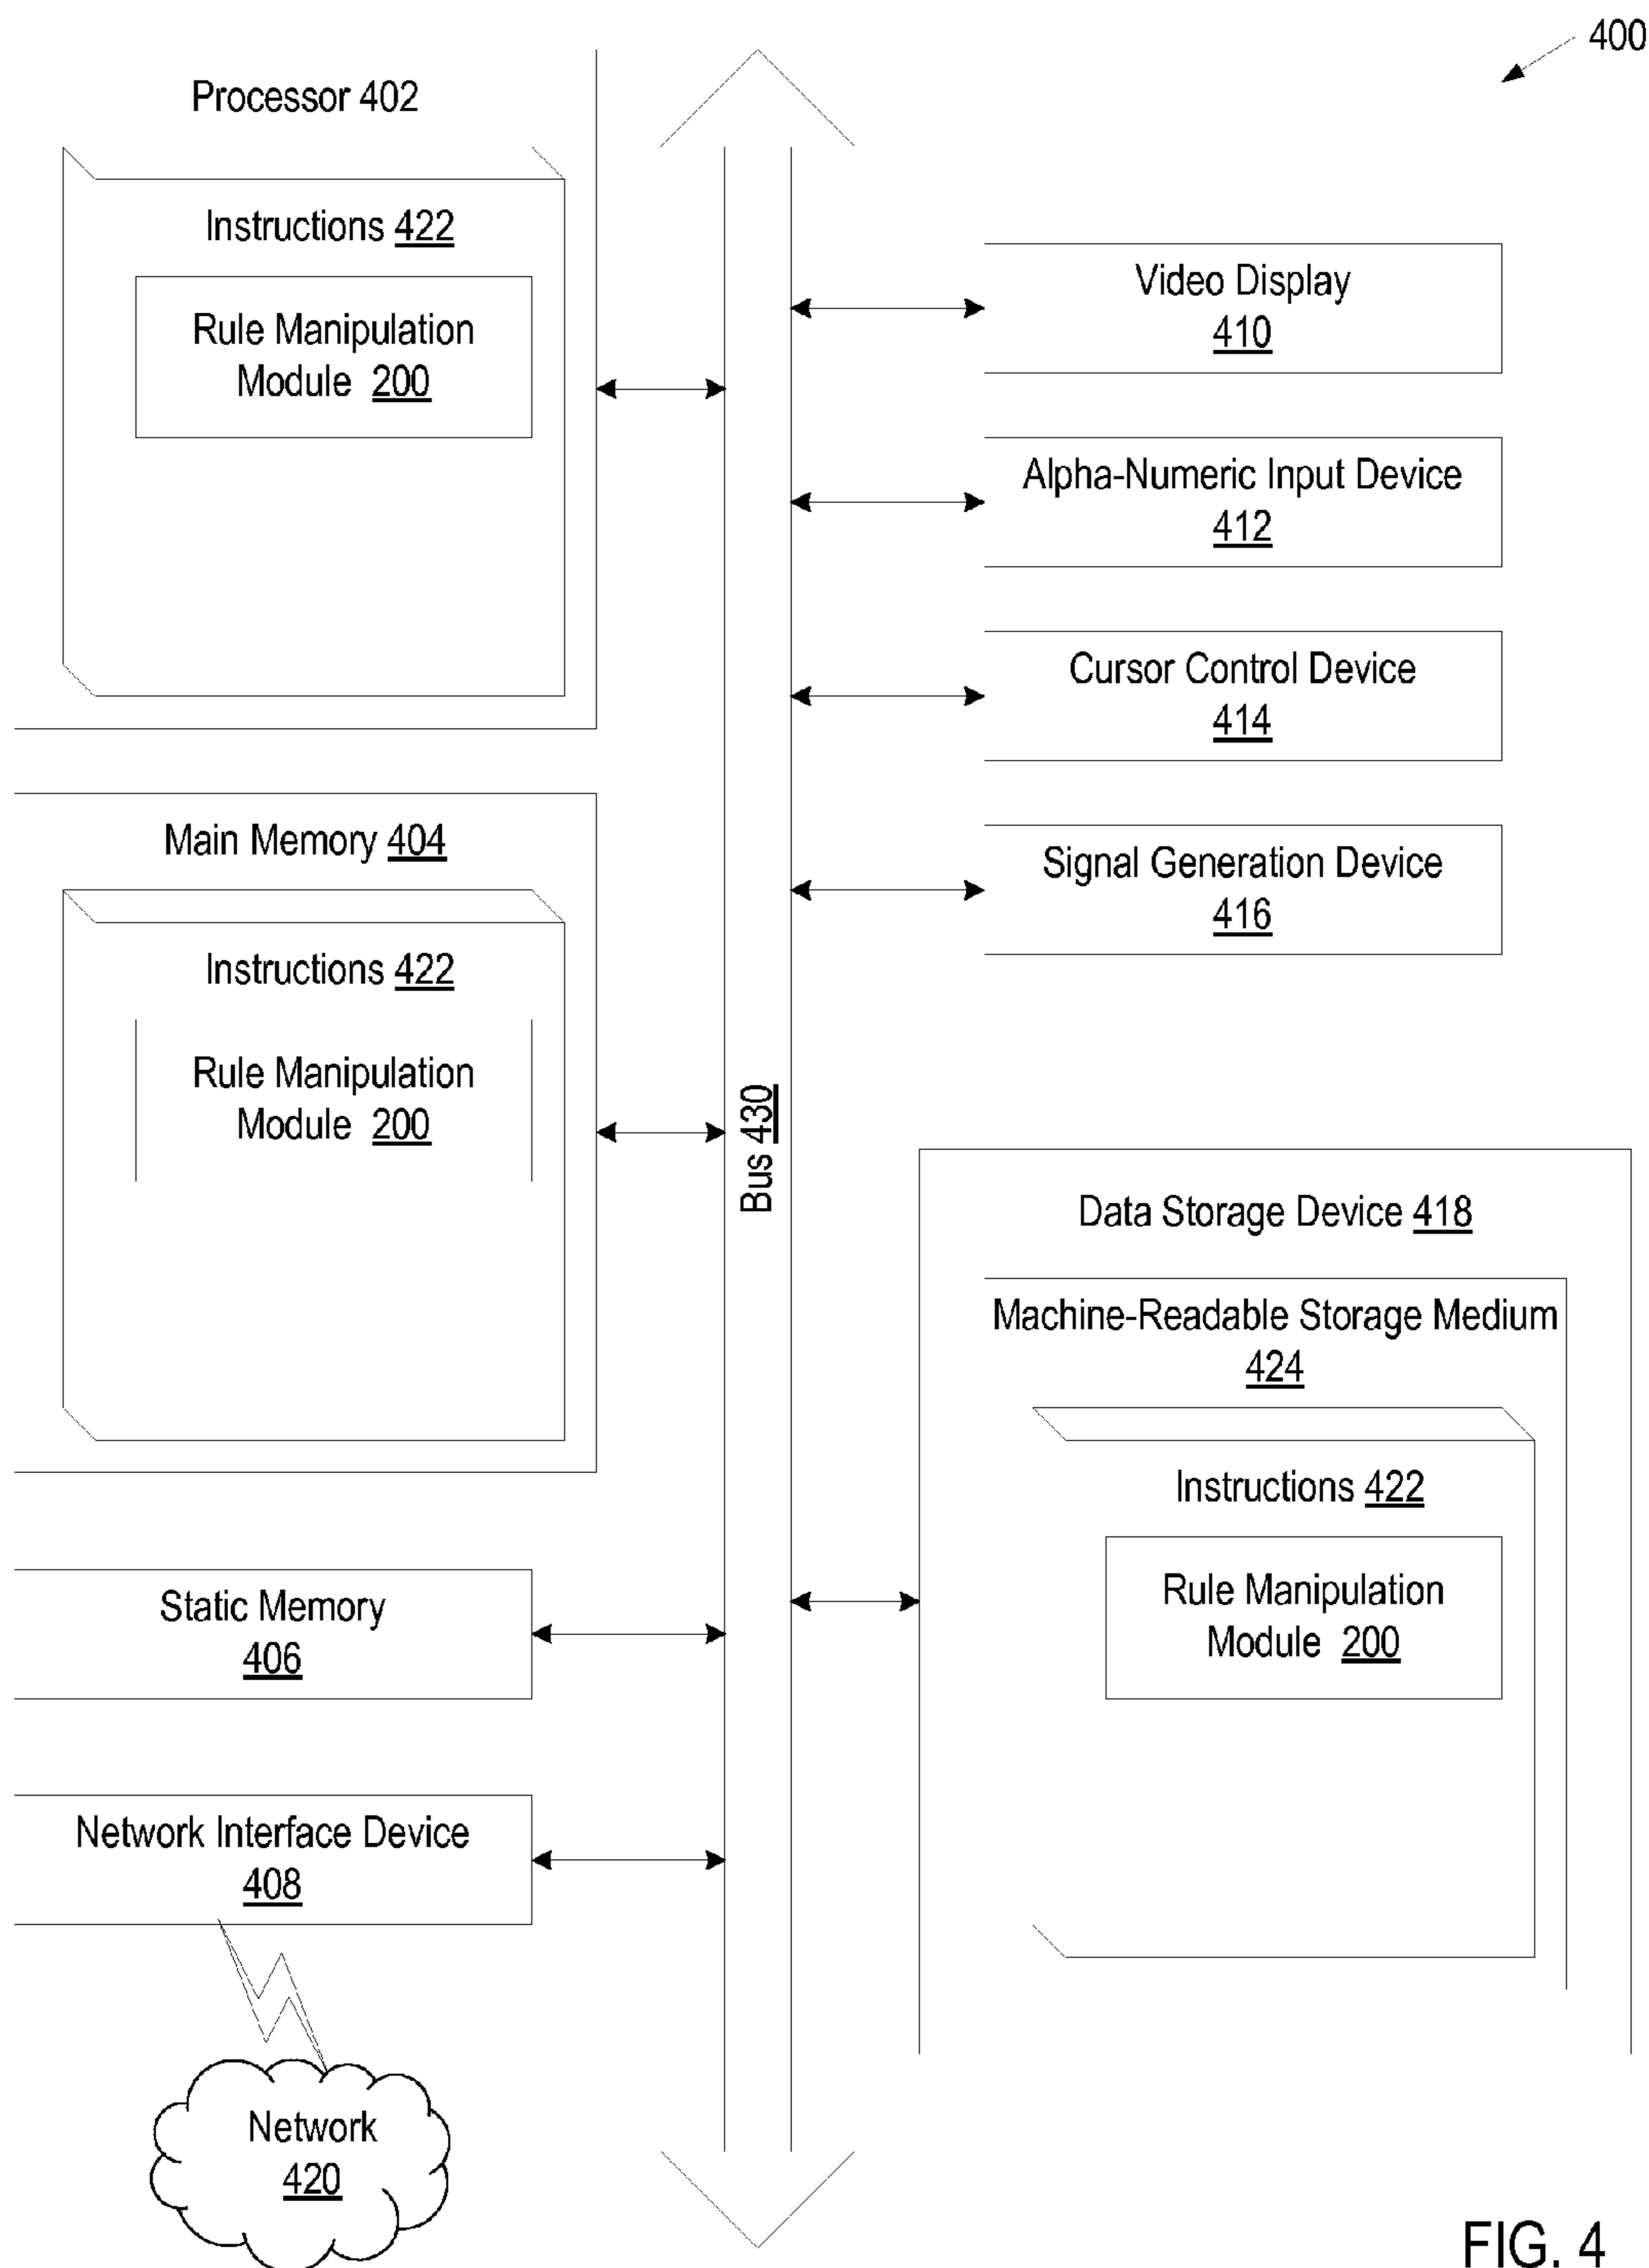 400
Processor 402
Instructions 422
Rule Manipulation
Module 200
Main Memory 404
Instructions 422
Rule Manipulation
Module 200
Static Memory
406
Network Interface Device
408
Network
420
Bus 430
Video Display
410
Alpha-Numeric Input Device
412
Cursor Control Device
414
Signal Generation Device
416
Data Storage Device 418
Machine-Readable Storage Medium
424
Instructions 422
Rule Manipulation
Module 200
FIG. 4